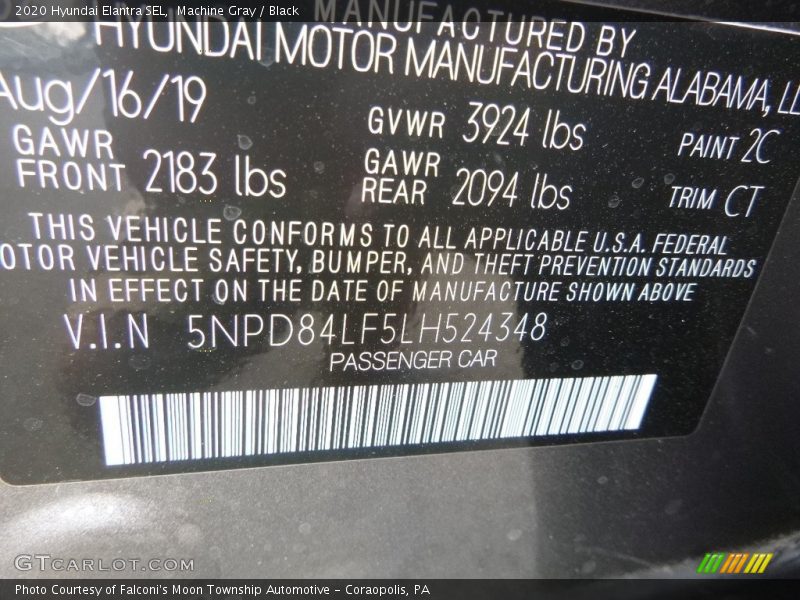 2020 Hyundai Elantra SEL, Machine Gray / Black
MANUFACTURED BY
HYUNDAI MOTOR MANUFACTURING ALABAMA, LL
Aug/16/19
GVWR 3924 lbs
PAINT 2C
GAWR
FRONT 2183 lbs
GAWR
REAR 2094 lbs
TRIM CT
THIS VEHICLE CONFORMS TO ALL APPLICABLE U.S.A. FEDERAL
OTOR VEHICLE SAFETY, BUMPER, AND THEFT PREVENTION STANDARDS
IN EFFECT ON THE DATE OF MANUFACTURE SHOWN ABOVE
V.I.N 5NPD84LF5LH524348
PASSENGER CAR
GTCARLOT.COM
Photo Courtesy of Falconi's Moon Township Automotive - Coraopolis, PA